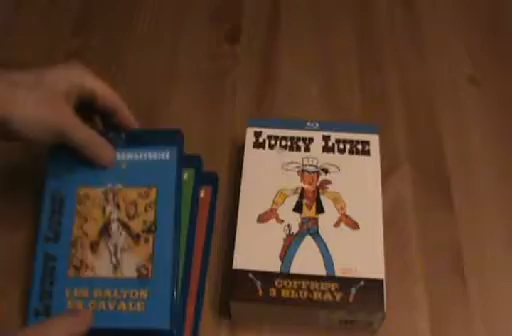 LUCKY LUKE
COFFRET
3 BLU-RAY
LUCKY LUKE
LES DALTON
EN CAVALE